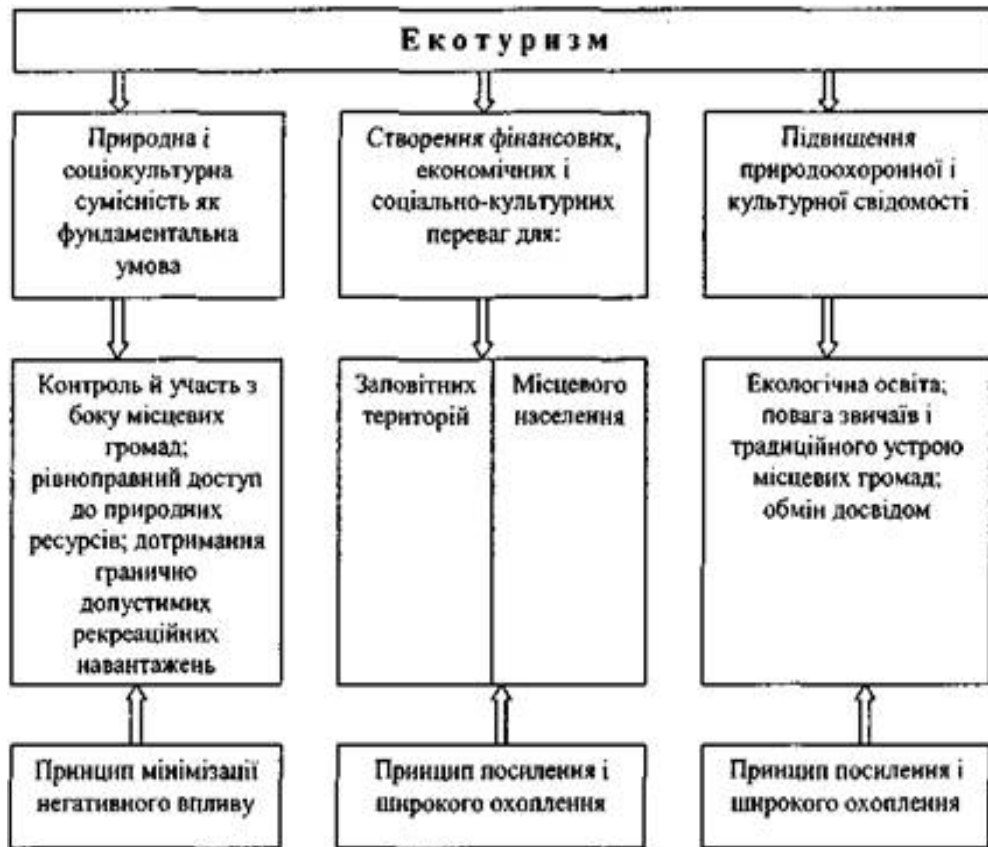 Екотуризм
Природна і
соціокультурна
сумісність як
фундаментальна
умова
Створення фінансових,
економічних і
соціально-культурних
переваг для:
Підвищення
природоохоронної і
культурної свідомості
Контроль й участь з
боку місцевих
громад;
рівноправний доступ
до природних
ресурсів; дотримання
гранично
допустимих
рекреаційних
навантажень
Заповітних
територій
Місцевого
населення
Екологічна освіта;
повага звичаїв і
традиційного устрою
місцевих громад;
обмін досвідом
Принцип мінімізації
негативного впливу
Принцип посилення і
широкого охоплення
Принцип посилення і
широкого охоплення